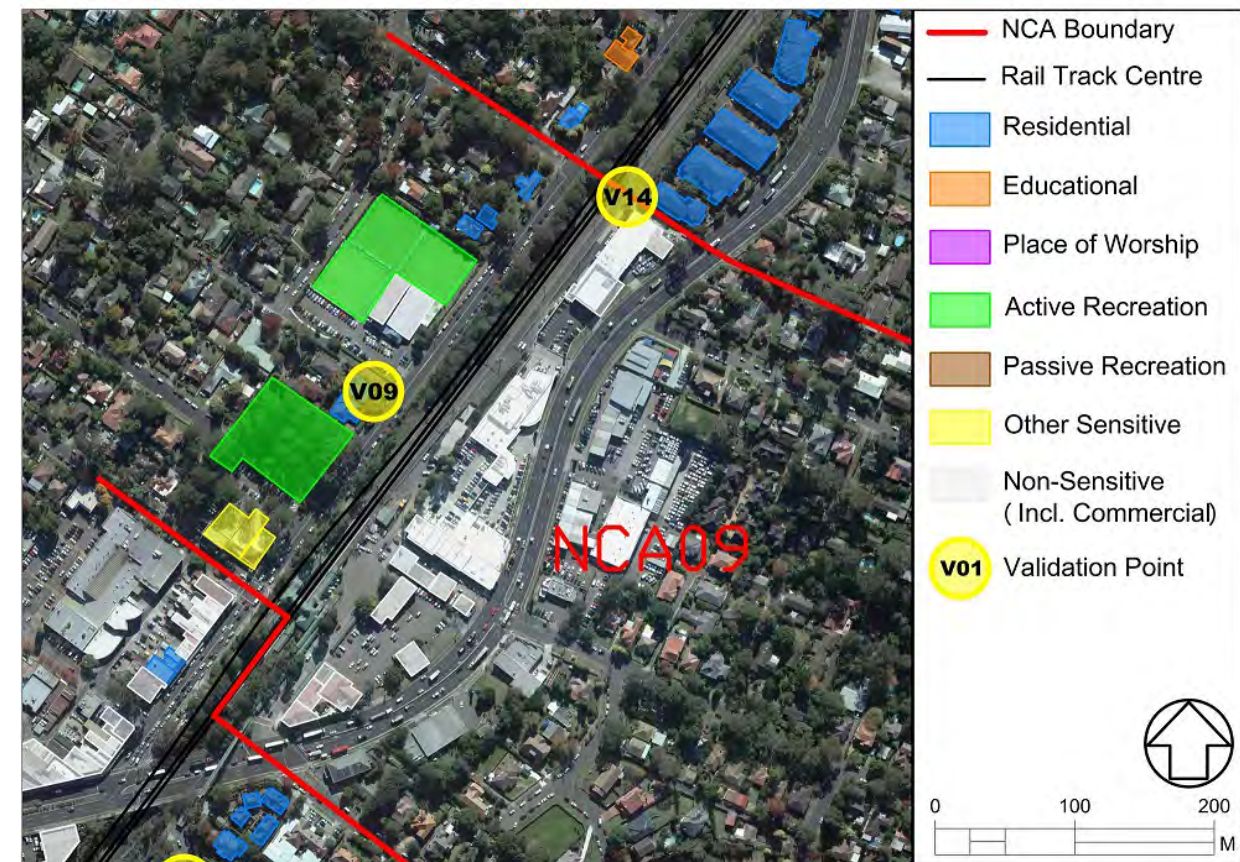 V14
V09
NCA09
NCA Boundary
Rail Track Centre
Residential
Educational
Place of Worship
Active Recreation
Passive Recreation
Other Sensitive
Non-Sensitive
( Incl. Commercial)
V01 Validation Point
0 100 200
M